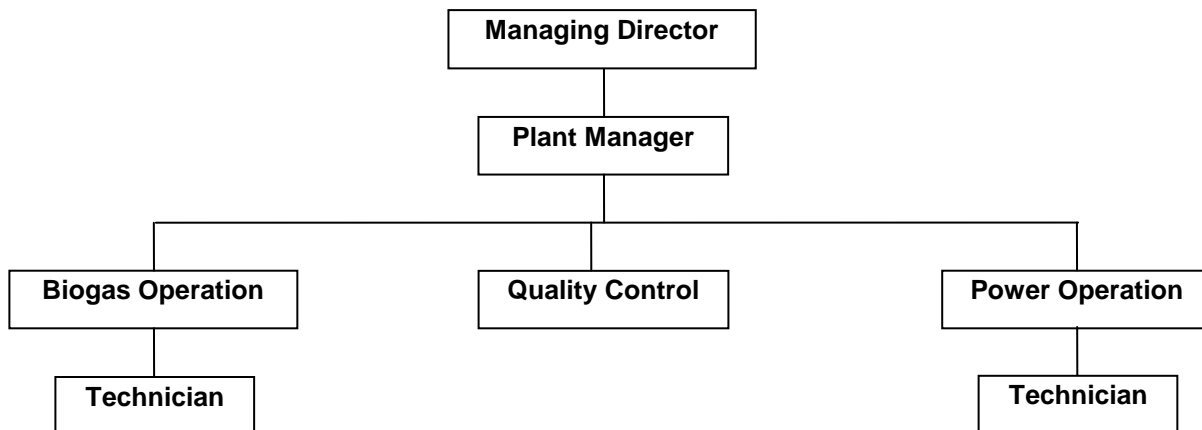 Managing Director
Plant Manager
Biogas Operation
Quality Control
Power Operation
Technician
Technician